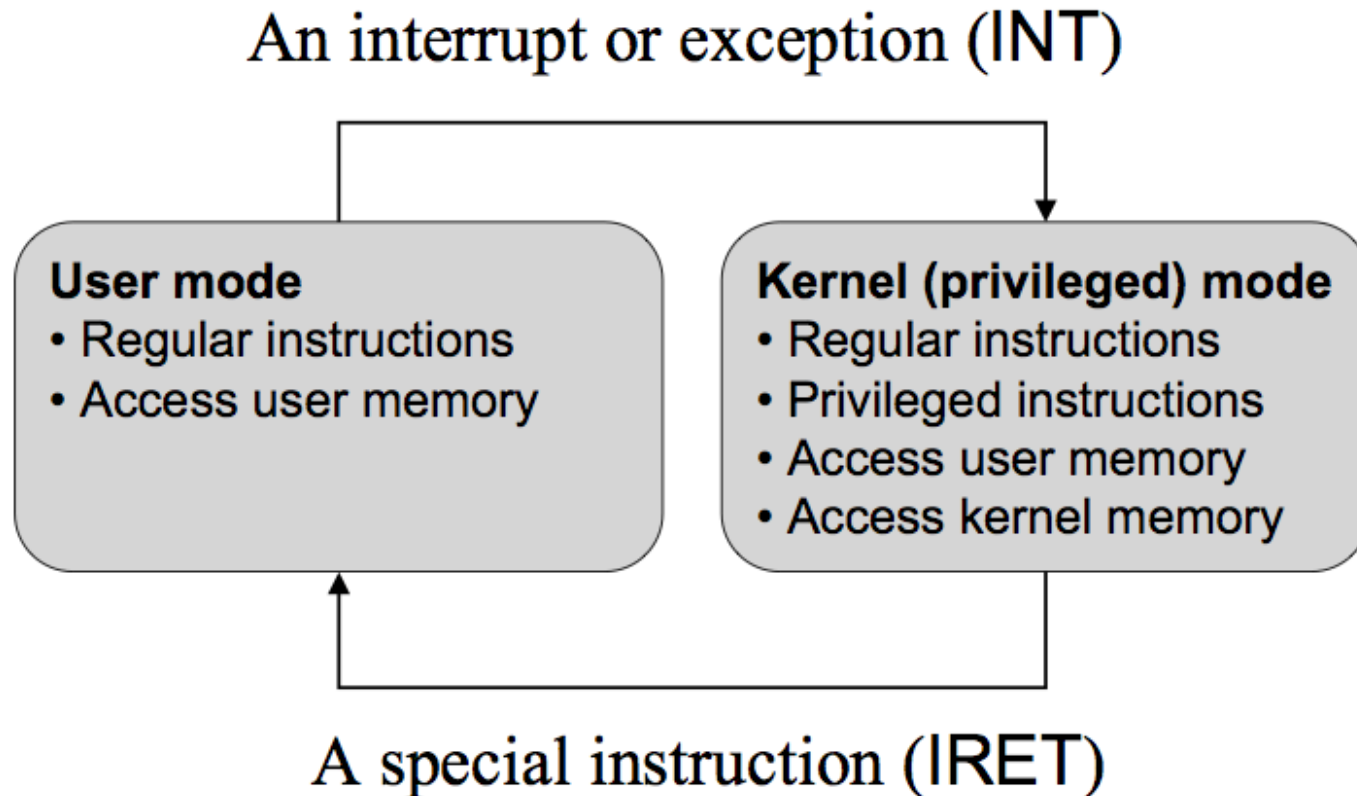 An interrupt or exception (INT)
User mode
• Regular instructions
• Access user memory
Kernel (privileged) mode
• Regular instructions
• Privileged instructions
• Access user memory
• Access kernel memory
A special instruction (IRET)